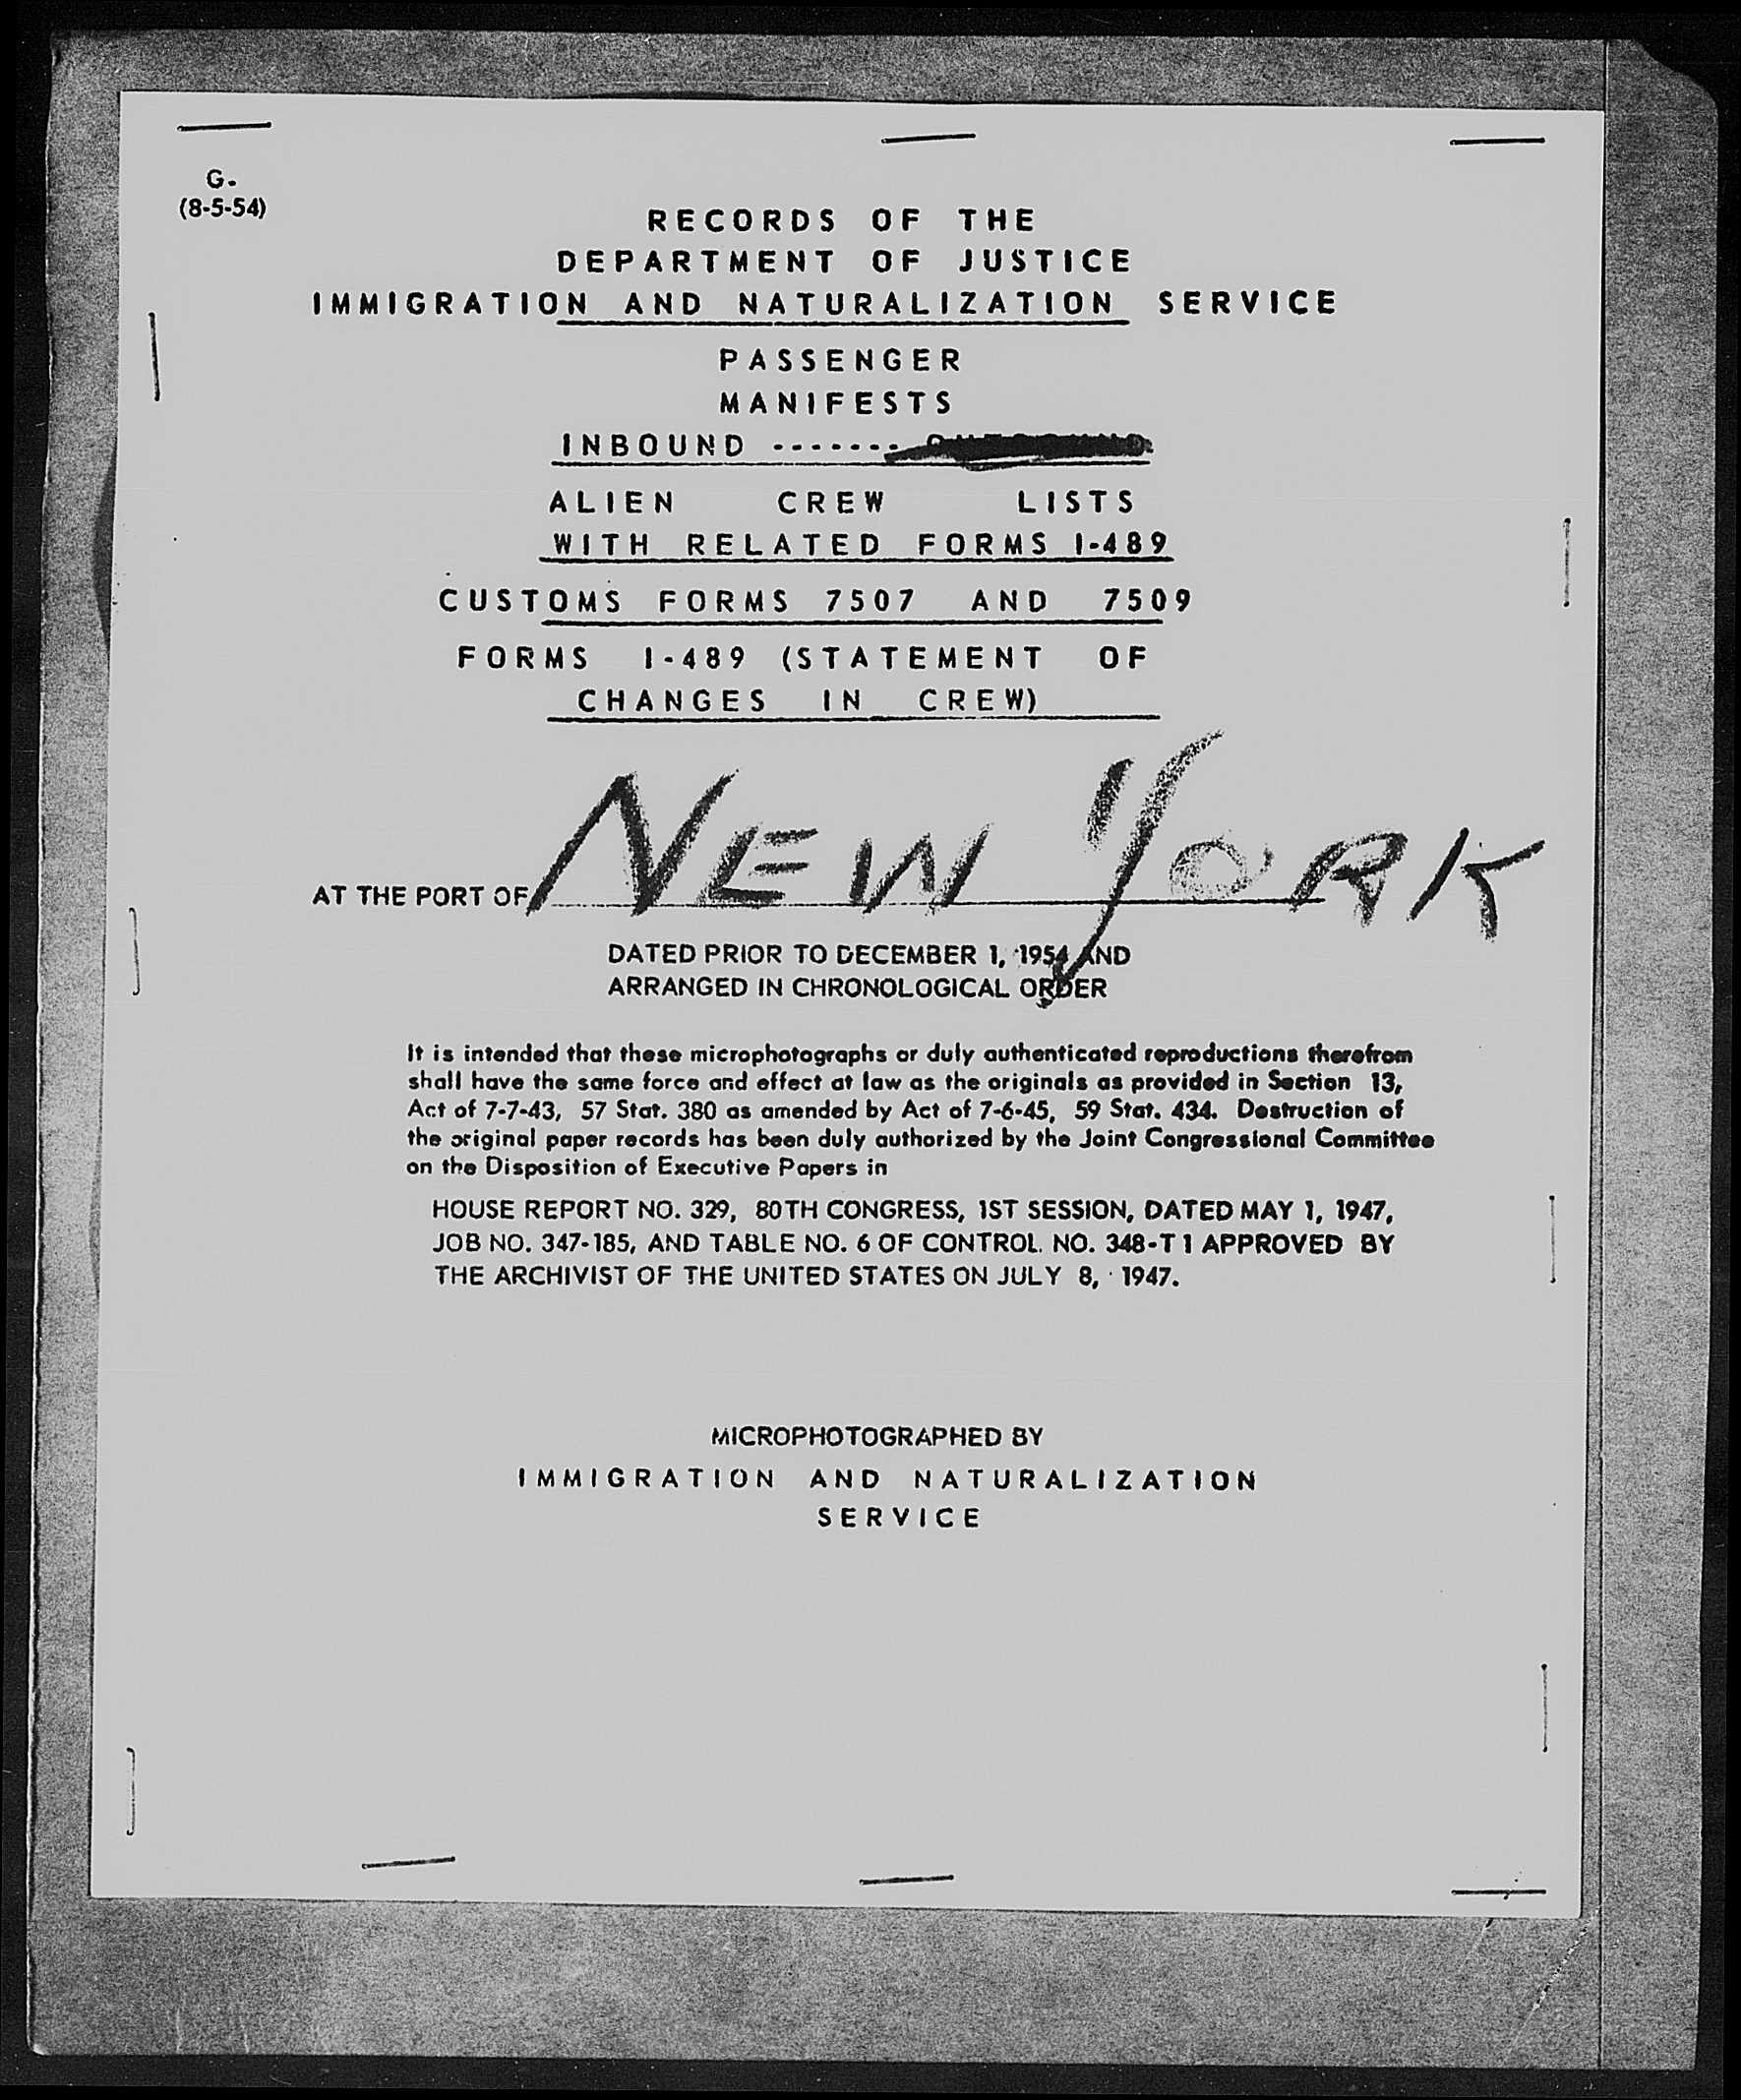 G-
(8-5-54)
RECORDS OF THE
DEPARTMENT OF JUSTICE
IMMIGRATION AND NATURALIZATION SERVICE
PASSENGER
MANIFESTS
INBOUND -------
ALIEN CREW LISTS
WITH RELATED FORMS I-489
CUSTOMS FORMS 7507 AND 7509
FORMS I-489 (STATEMENT OF
CHANGES IN CREW)
AT THE PORT OF NEW YORK
DATED PRIOR TO DECEMBER 1, 1954 AND
ARRANGED IN CHRONOLOGICAL ORDER
It is intended that these microphotographs or duly authenticated reproductions therefrom
shall have the same force and effect at law as the originals as provided in Section 13,
Act of 7-7-43, 57 Stat. 380 as amended by Act of 7-6-45, 59 Stat. 434. Destruction of
the original paper records has been duly authorized by the Joint Congressional Committee
on the Disposition of Executive Papers in
HOUSE REPORT NO. 329, 80TH CONGRESS, 1ST SESSION, DATED MAY 1, 1947,
JOB NO. 347-185, AND TABLE NO. 6 OF CONTROL NO. 348-T1 APPROVED BY
THE ARCHIVIST OF THE UNITED STATES ON JULY 8, 1947.
MICROPHOTOGRAPHED BY
IMMIGRATION AND NATURALIZATION
SERVICE